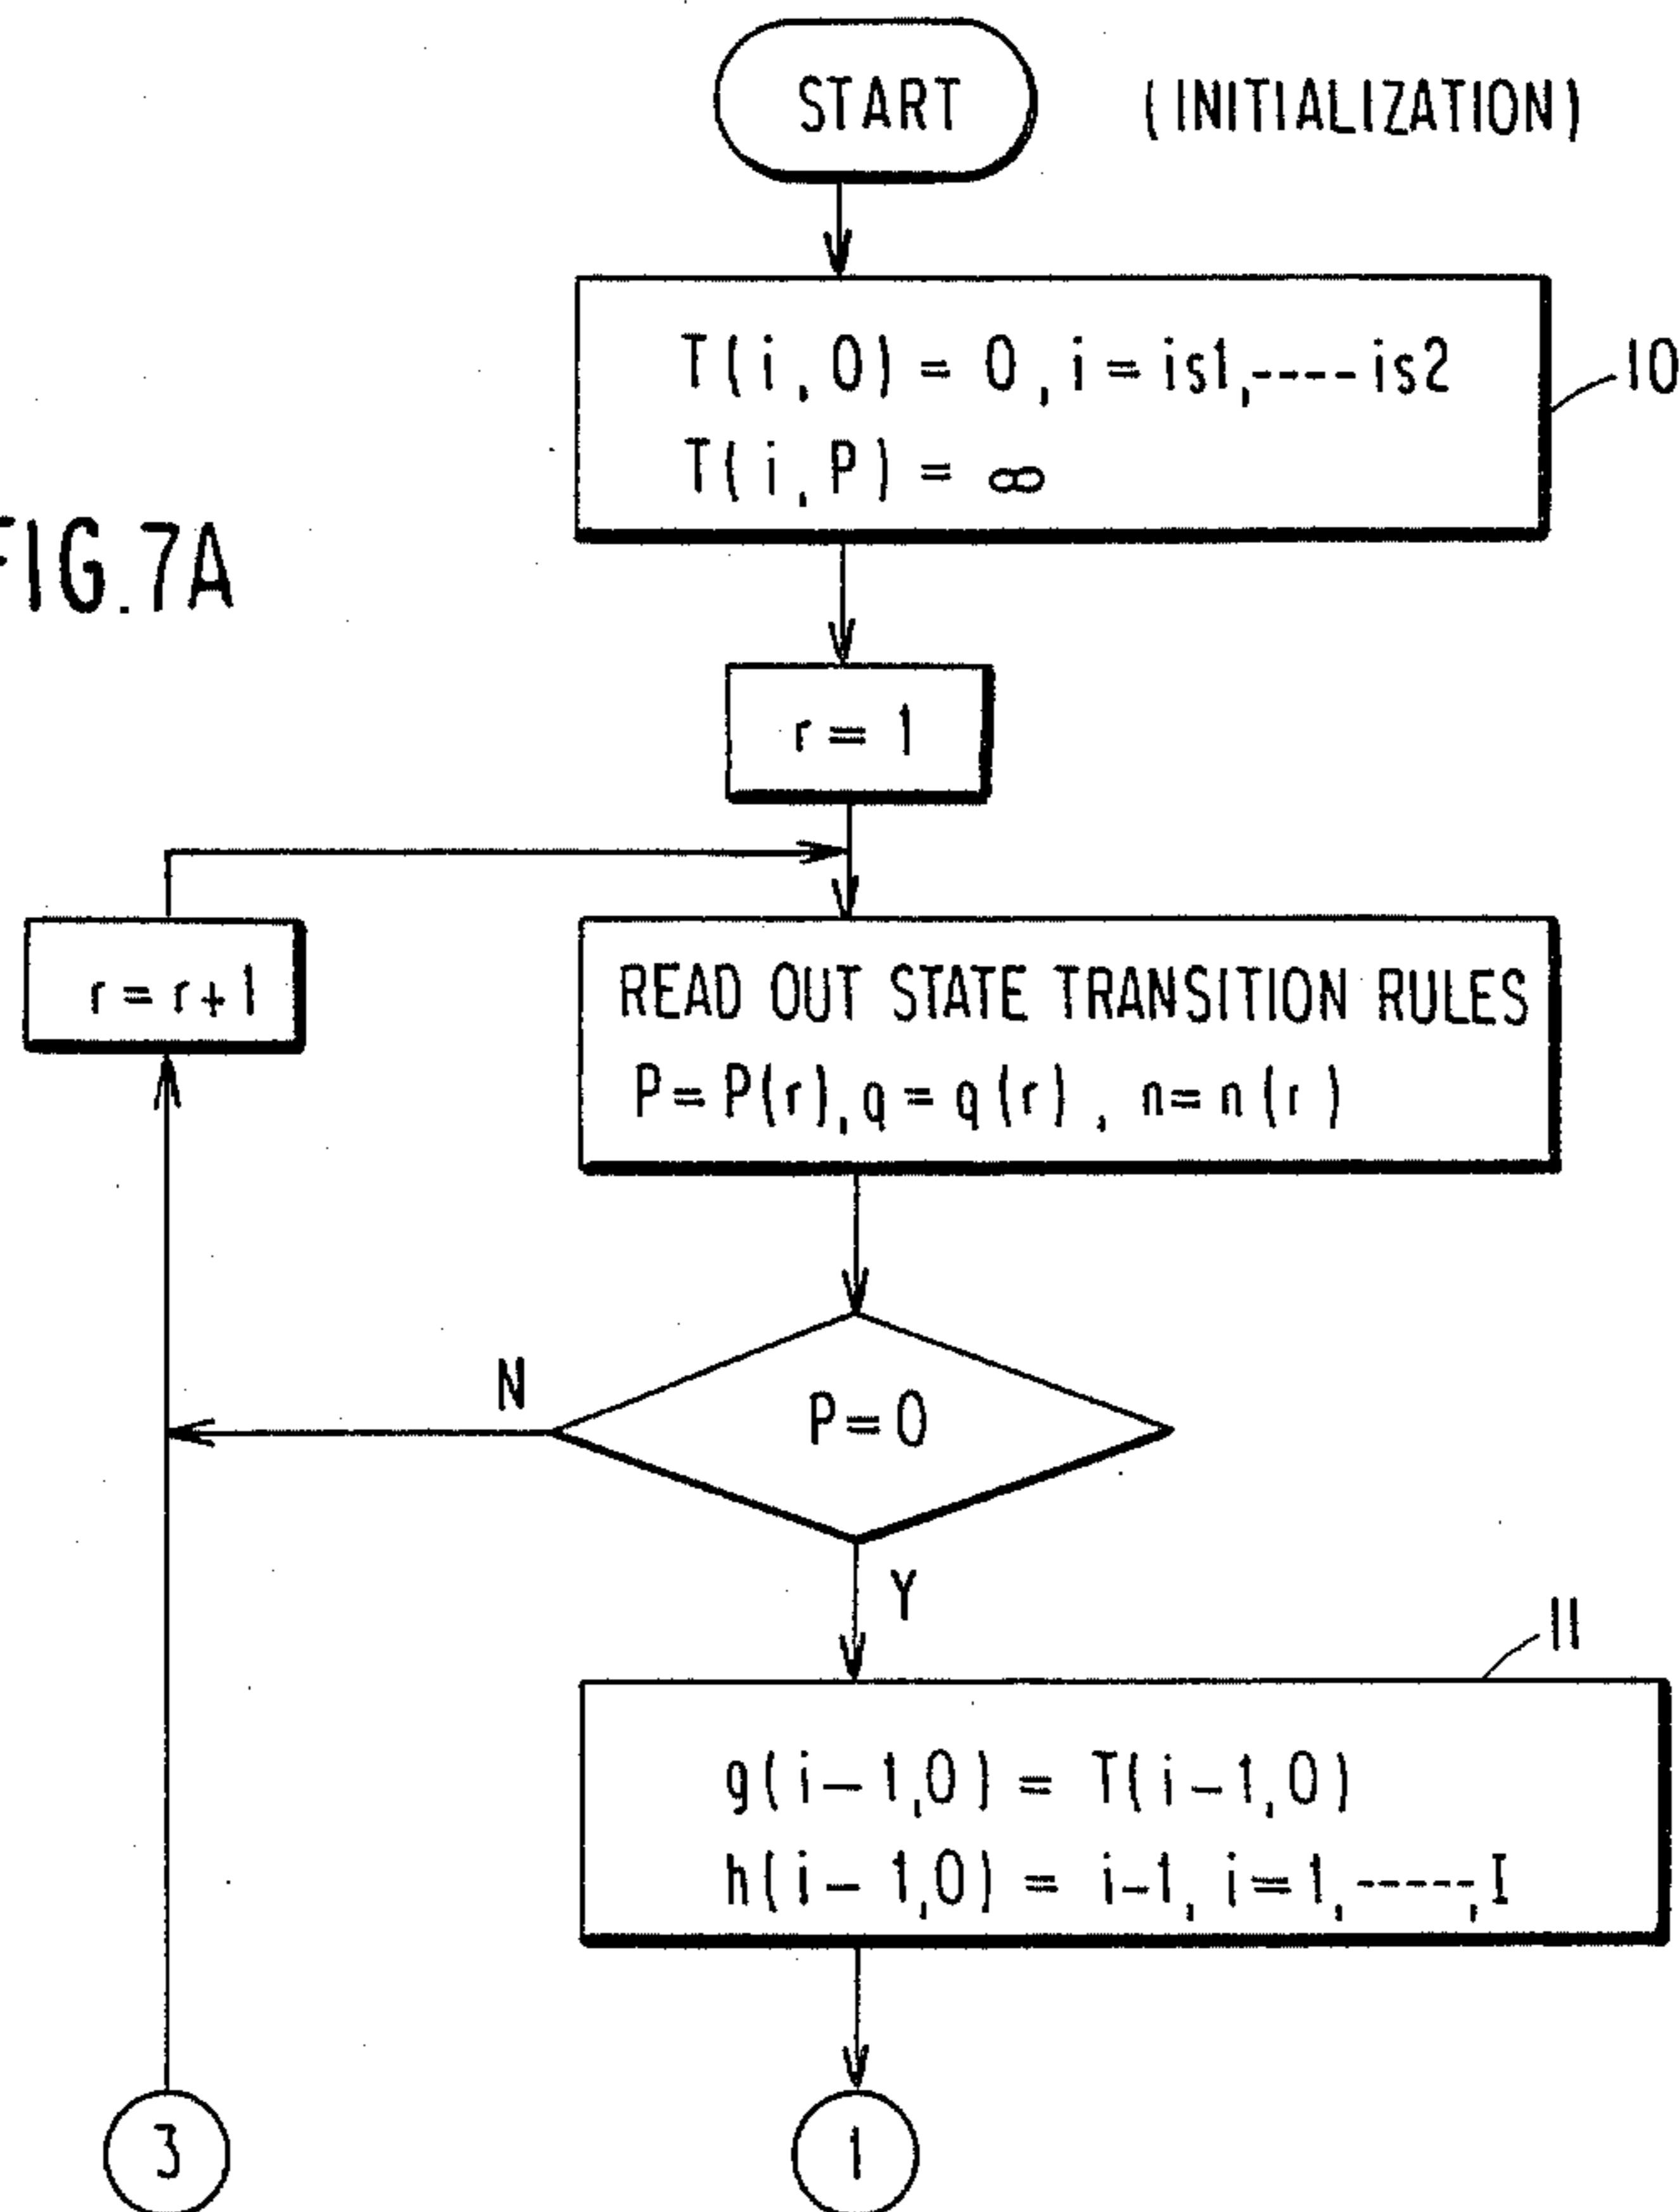 START (INITIALIZATION)
T(i,0) = 0, i = is1,----is2
10
T(i,P) = ∞
FIG.7A
r = 1
r = r+1
READ OUT STATE TRANSITION RULES
P = P(r), q = q(r), n = n(r)
N
P = 0
Y
11
g(i-1,0) = T(i-1,0)
h(i-1,0) = i-1, i = 1,-----,I
3
1